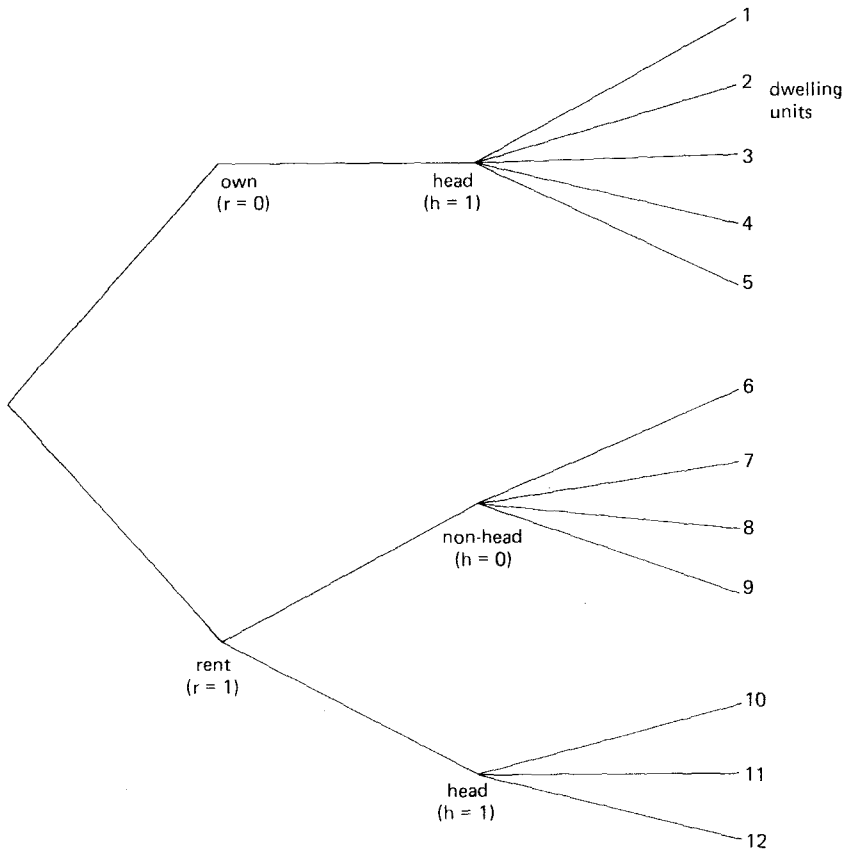 1
2
dwelling
units
3
own
(r = 0)
head
(h = 1)
4
5
6
7
non-head
(h = 0)
8
9
rent
(r = 1)
10
11
head
(h = 1)
12